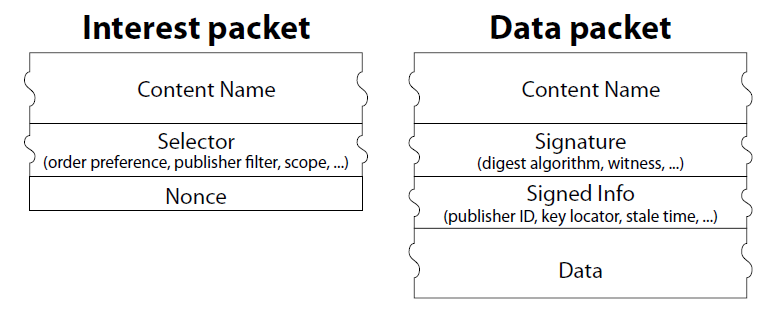 Interest packet
Content Name
Selector
(order preference, publisher filter, scope, ...)
Nonce
Data packet
Content Name
Signature
(digest algorithm, witness, ...)
Signed Info
(publisher ID, key locator, stale time, ...)
Data